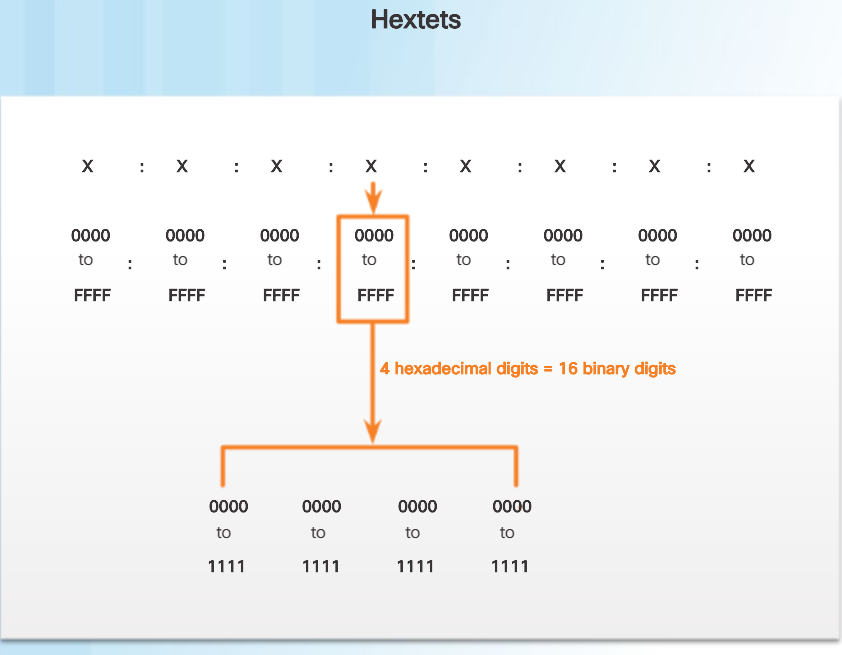 Hextets
X : X : X : X : X : X : X : X
0000 0000 0000 0000 0000 0000 0000 0000
to : to : to : to : to : to : to : to
FFFF FFFF FFFF FFFF FFFF FFFF FFFF FFFF
4 hexadecimal digits = 16 binary digits
0000 0000 0000 0000
to to to to
1111 1111 1111 1111